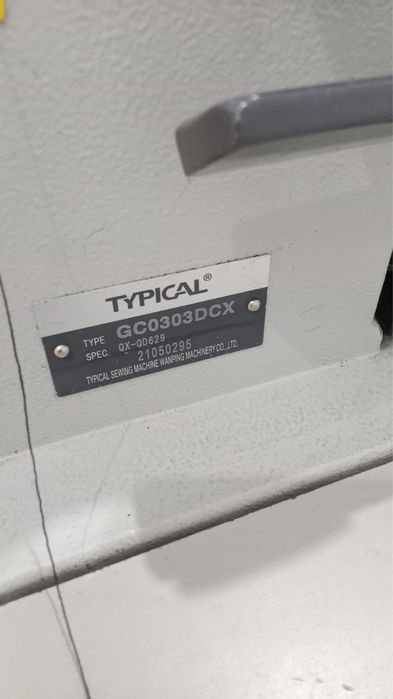 TYPICAL®
TYPE GC0303DCX
SPEC. QX-QD629
21050295
TYPICAL SEWING MACHINE WANPING MACHINERY CO.,LTD.